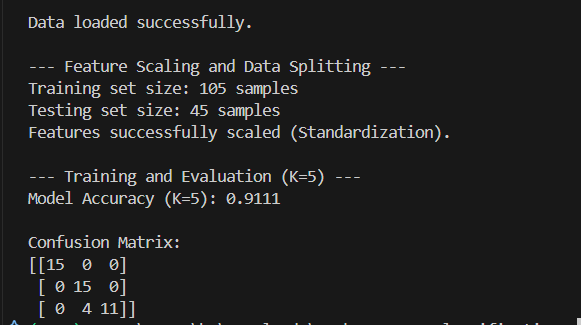 Data loaded successfully.
--- Feature Scaling and Data Splitting ---
Training set size: 105 samples
Testing set size: 45 samples
Features successfully scaled (Standardization).
--- Training and Evaluation (K=5) ---
Model Accuracy (K=5): 0.9111
Confusion Matrix:
[[15  0  0]
 [ 0 15  0]
 [ 0  4 11]]